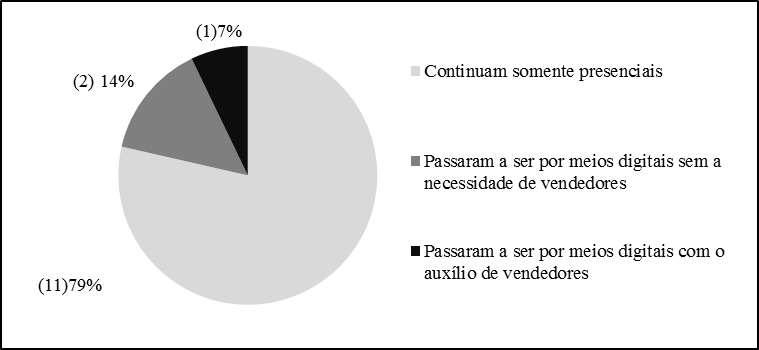 (1)7%
(2) 14%
(11)79%
Continuam somente presenciais
Passaram a ser por meios digitais sem a
necessidade de vendedores
Passaram a ser por meios digitais com o
auxílio de vendedores